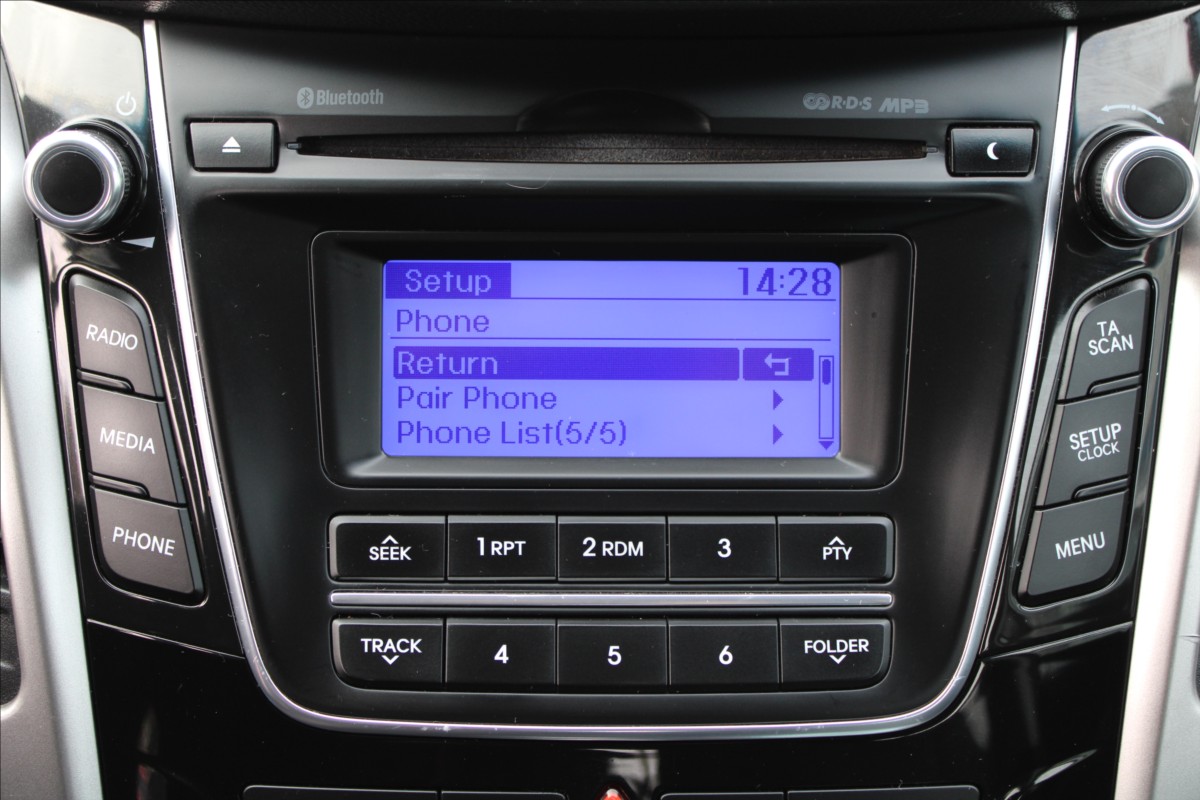 Bluetooth
R·D·S MP3
Setup 14:28
Phone
Return
Pair Phone
Phone List(5/5)
RADIO
MEDIA
PHONE
TA
SCAN
SETUP
CLOCK
MENU
SEEK 1 RPT 2 RDM 3 PTY
TRACK 4 5 6 FOLDER